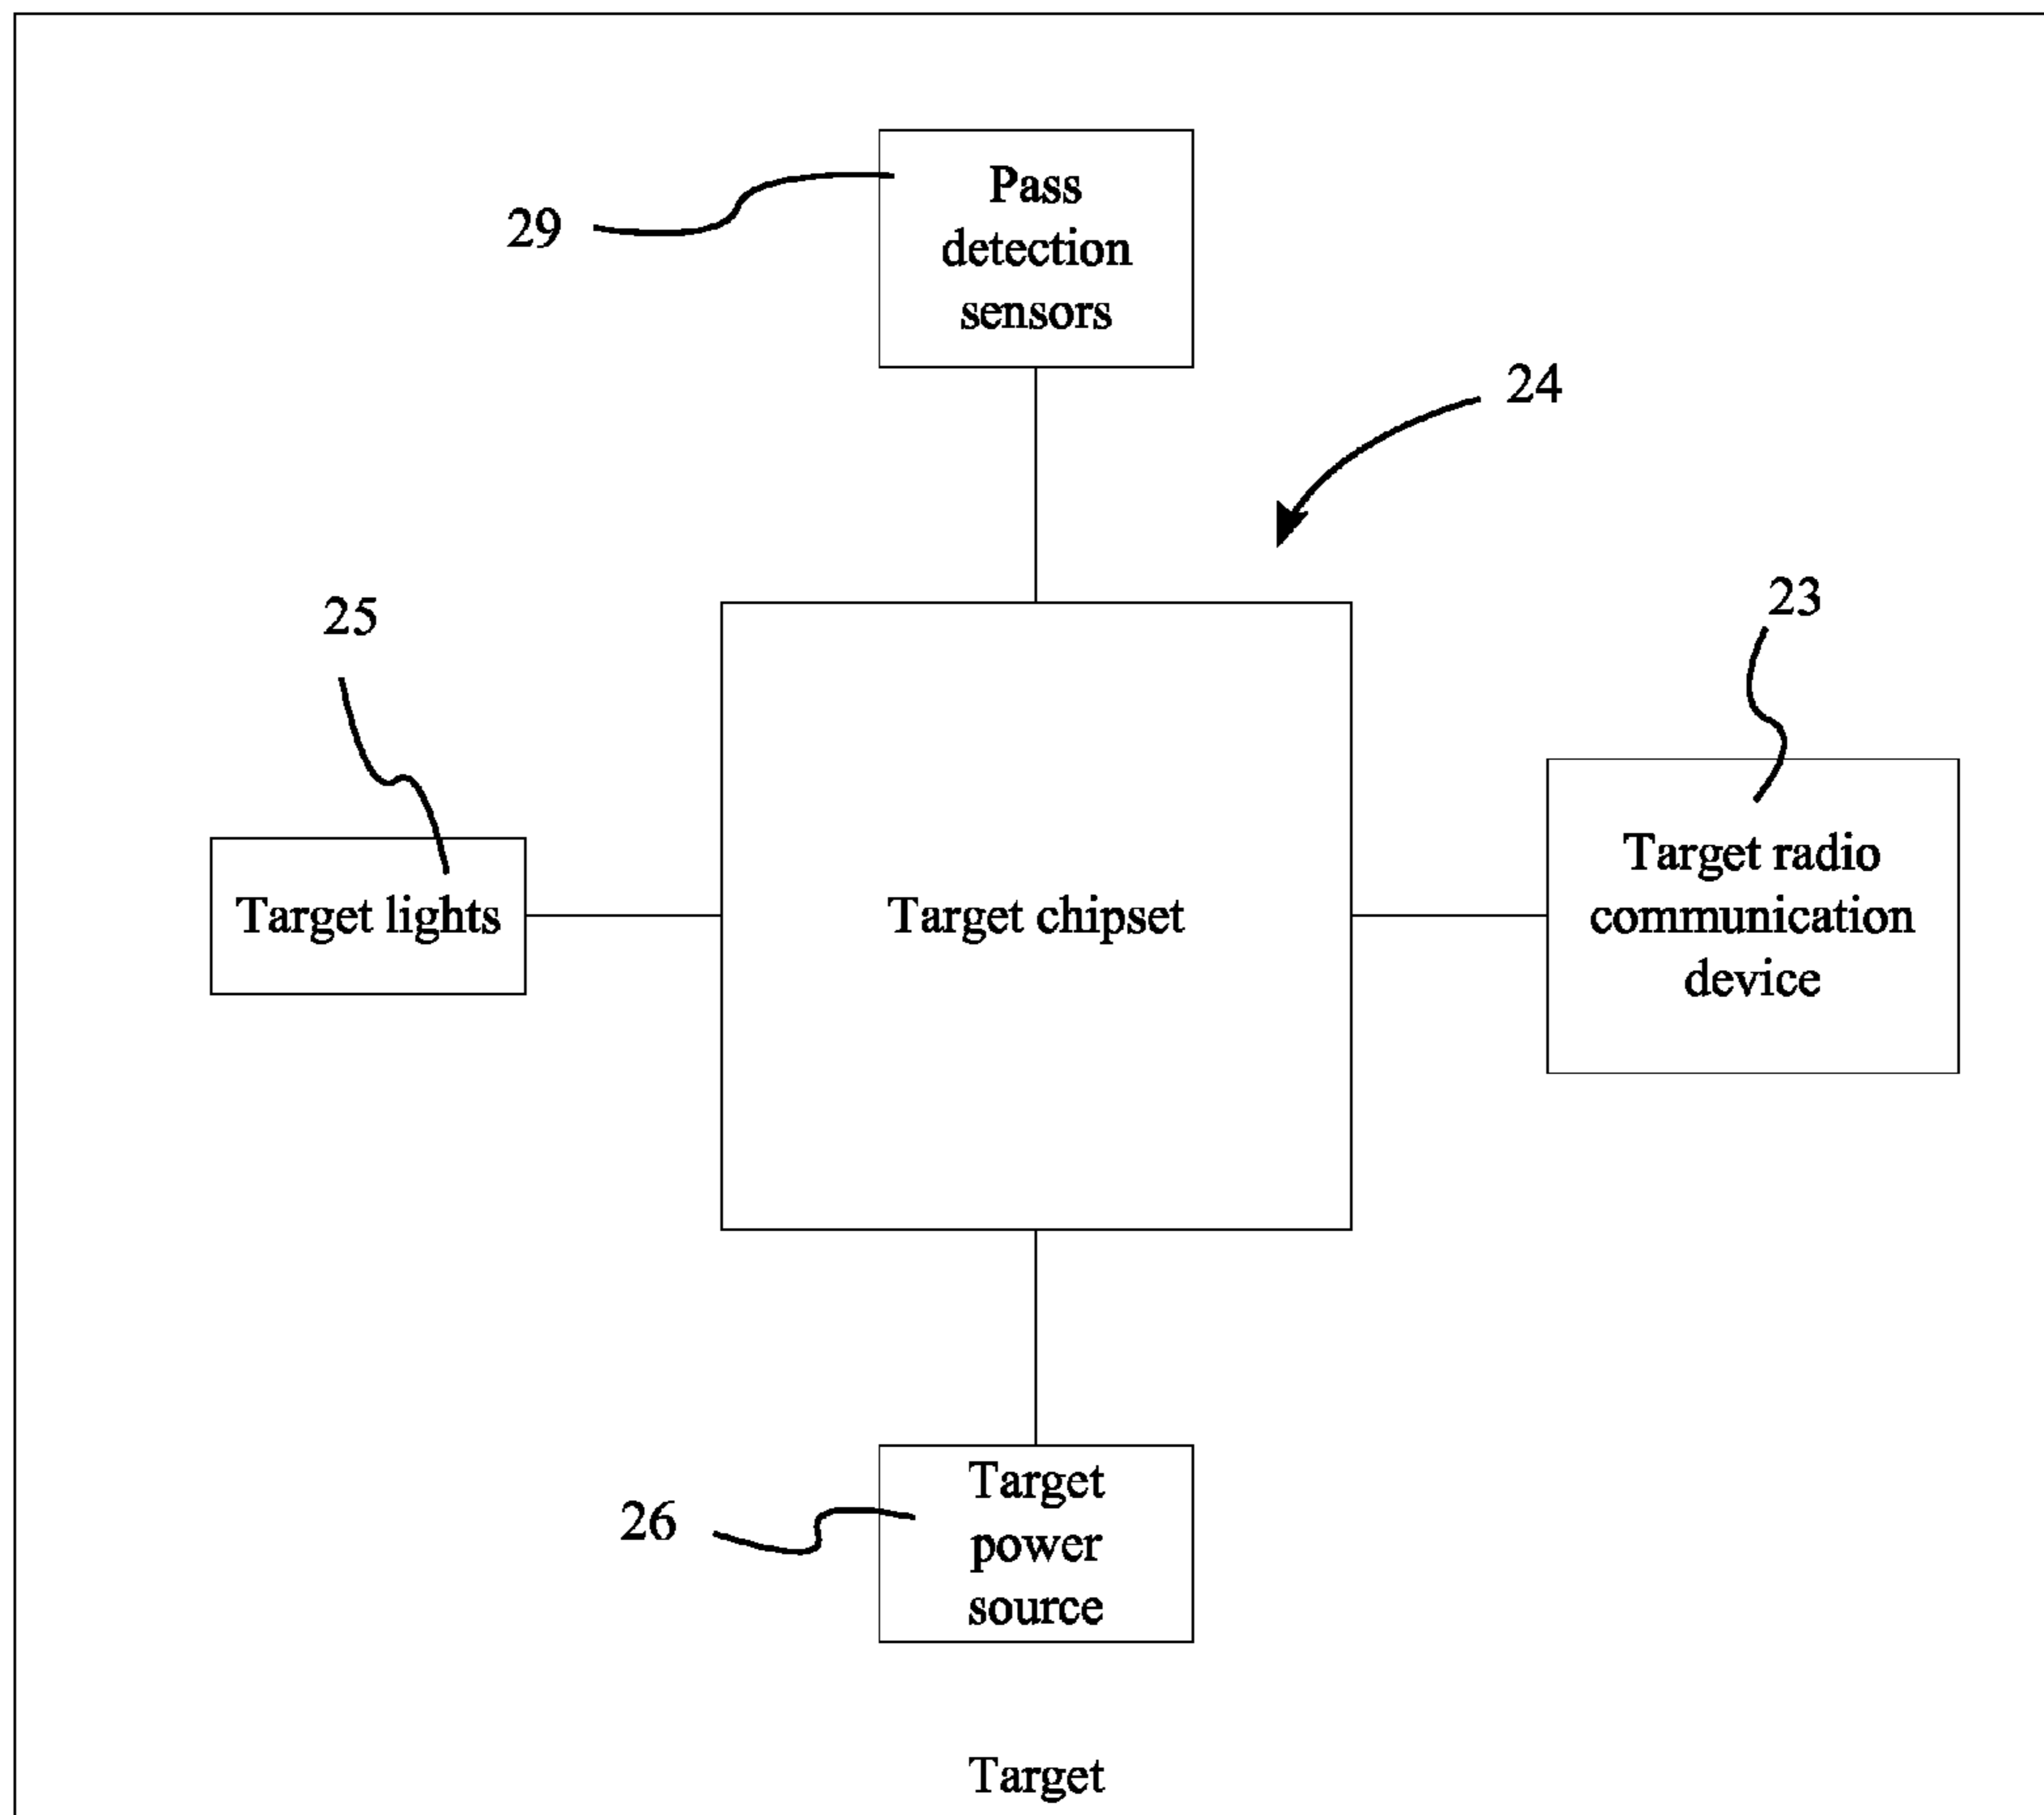 Pass
detection
sensors
29
24
25
23
Target lights
Target chipset
Target radio
communication
device
26
Target
power
source
Target